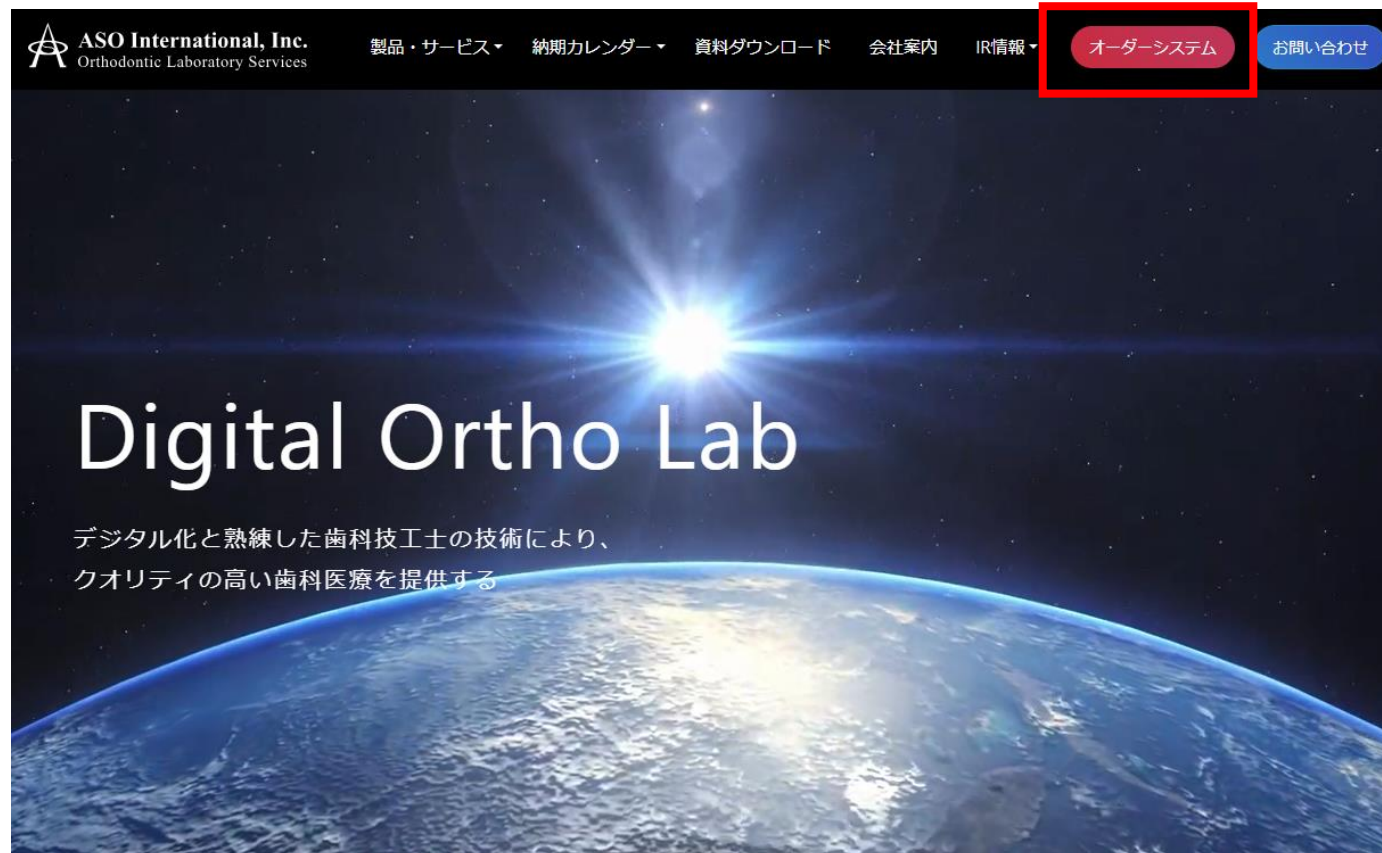 ASO International, Inc.
Orthodontic Laboratory Services
製品・サービス 納期カレンダー 資料ダウンロード 会社案内 IR情報 オーダーシステム お問い合わせ
Digital Ortho Lab
デジタル化と熟練した歯科技工士の技術により、
クオリティの高い歯科医療を提供する